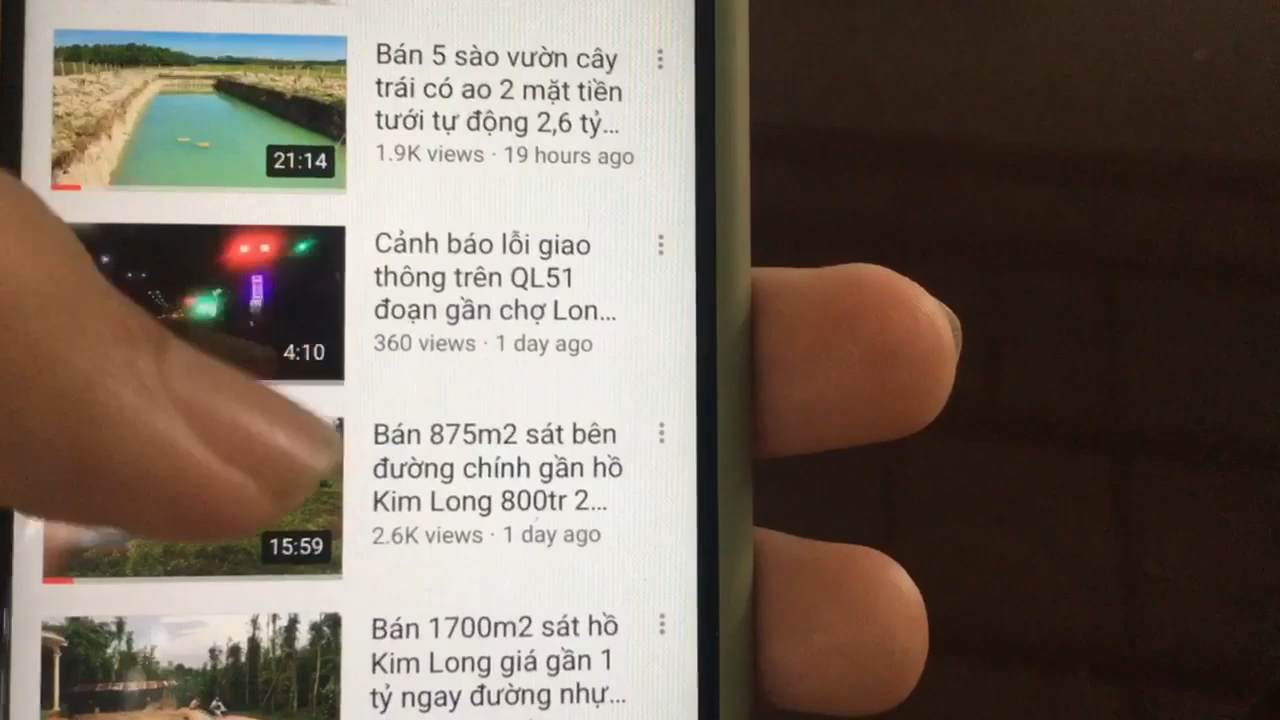 Bán 5 sào vườn cây
trái có ao 2 mặt tiền
tưới tự động 2,6 tỷ...
1.9K views · 19 hours ago
21:14
Cảnh báo lỗi giao
thông trên QL51
đoạn gần chợ Lon...
360 views · 1 day ago
4:10
Bán 875m2 sát bên
đường chính gần hồ
Kim Long 800tr 2...
2.6K views · 1 day ago
15:59
Bán 1700m2 sát hồ
Kim Long giá gần 1
tỷ ngay đường nhự...